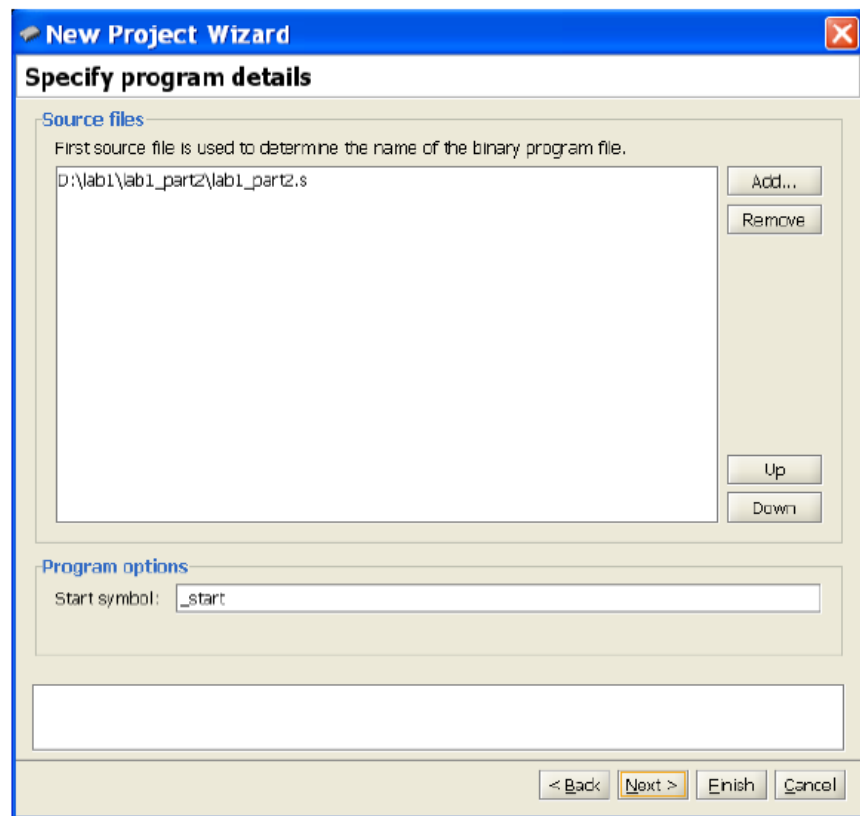 New Project Wizard
Specify program details
Source files
First source file is used to determine the name of the binary program file.
D:\lab1\lab1_part2\lab1_part2.s
Add...
Remove
Up
Down
Program options
Start symbol: _start
< Back Next > Finish Cancel